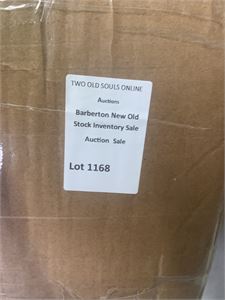 TWO OLD SOULS ONLINE
Auctions
Barberton New Old
Stock Inventory Sale
Auction Sale
Lot 1168